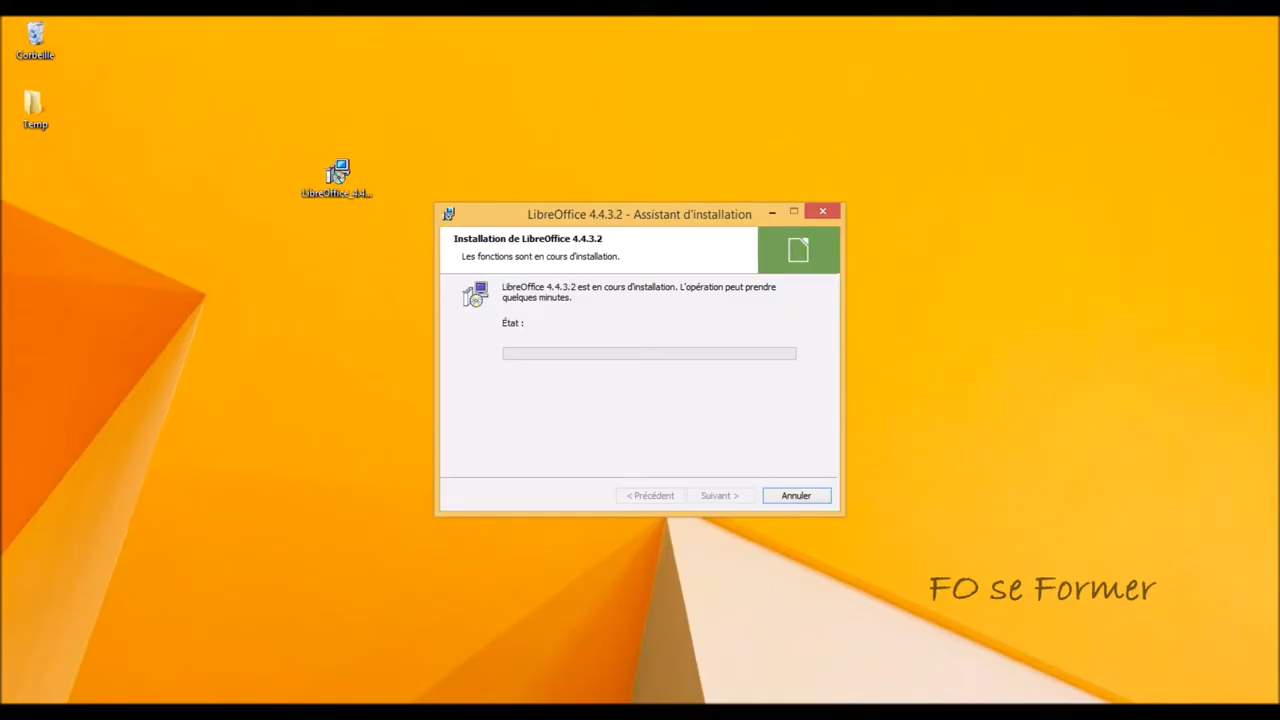 Corbeille
Temp
LibreOffice_4.4...
LibreOffice 4.4.3.2 - Assistant d'installation
Installation de LibreOffice 4.4.3.2
Les fonctions sont en cours d'installation.
LibreOffice 4.4.3.2 est en cours d'installation. L'opération peut prendre
quelques minutes.
État :
< Précédent
Suivant >
Annuler
FO se Former